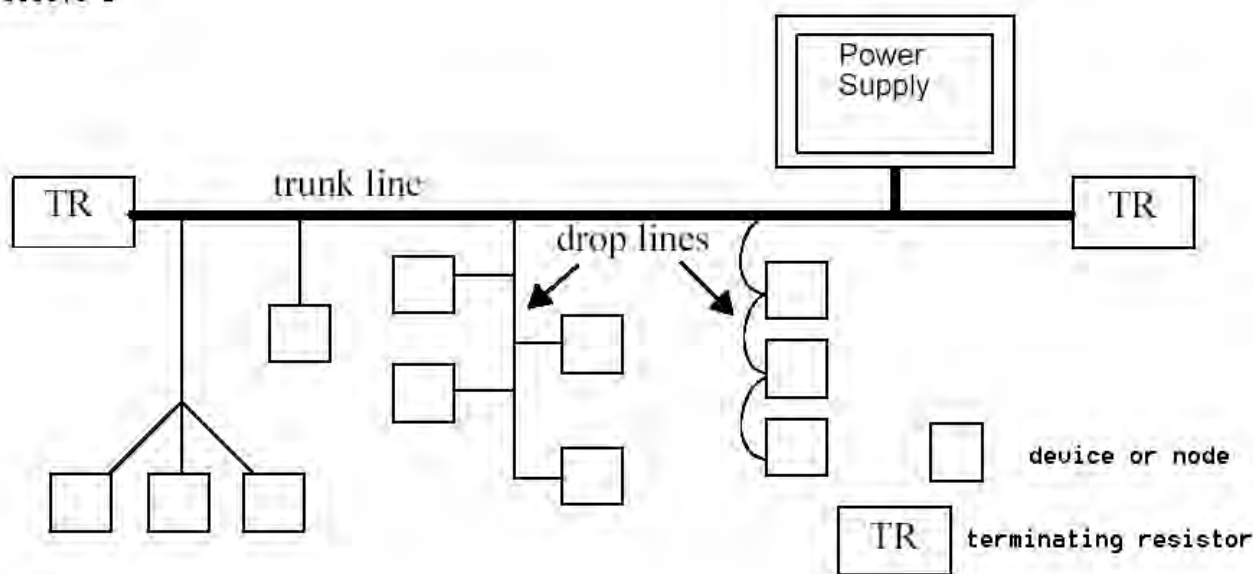 Power
Supply
TR
trunk line
TR
drop lines
device or node
TR terminating resistor